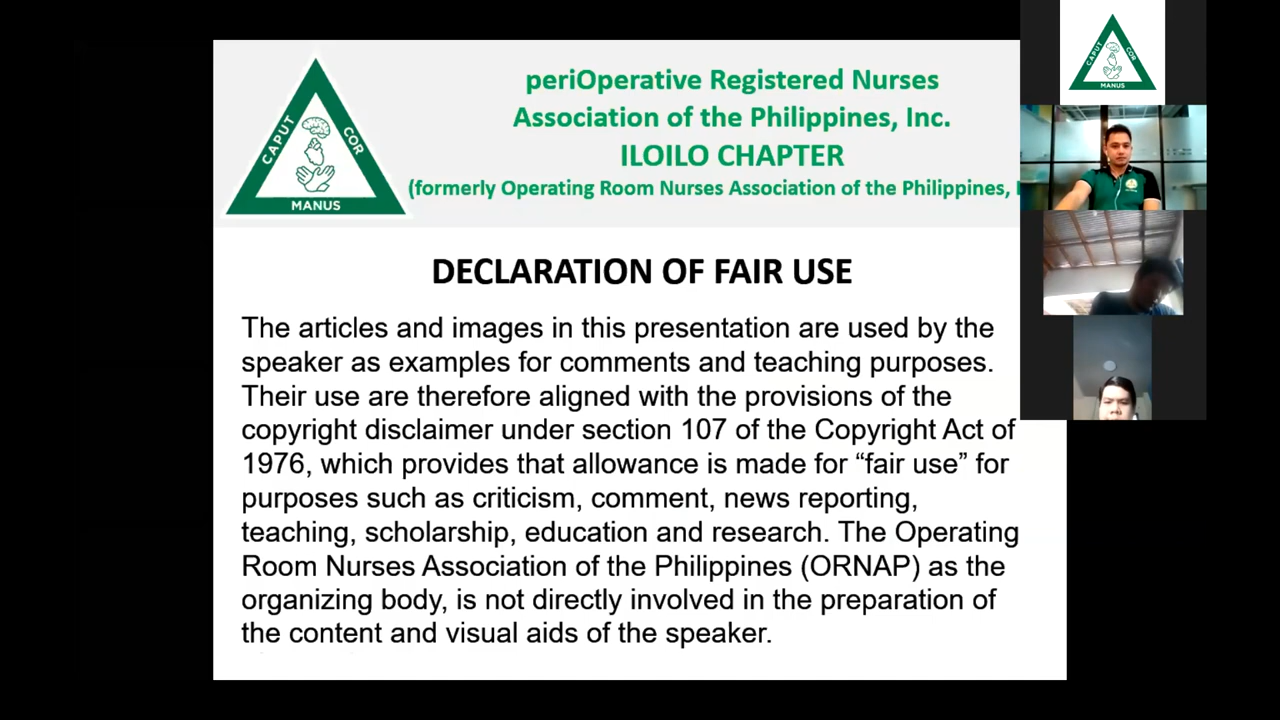 periOperative Registered Nurses
Association of the Philippines, Inc.
ILOILO CHAPTER
(formerly Operating Room Nurses Association of the Philippines,
CAPUT
COR
MANUS
DECLARATION OF FAIR USE
The articles and images in this presentation are used by the
speaker as examples for comments and teaching purposes.
Their use are therefore aligned with the provisions of the
copyright disclaimer under section 107 of the Copyright Act of
1976, which provides that allowance is made for “fair use” for
purposes such as criticism, comment, news reporting,
teaching, scholarship, education and research. The Operating
Room Nurses Association of the Philippines (ORNAP) as the
organizing body, is not directly involved in the preparation of
the content and visual aids of the speaker.
CAPUT
COR
MANUS